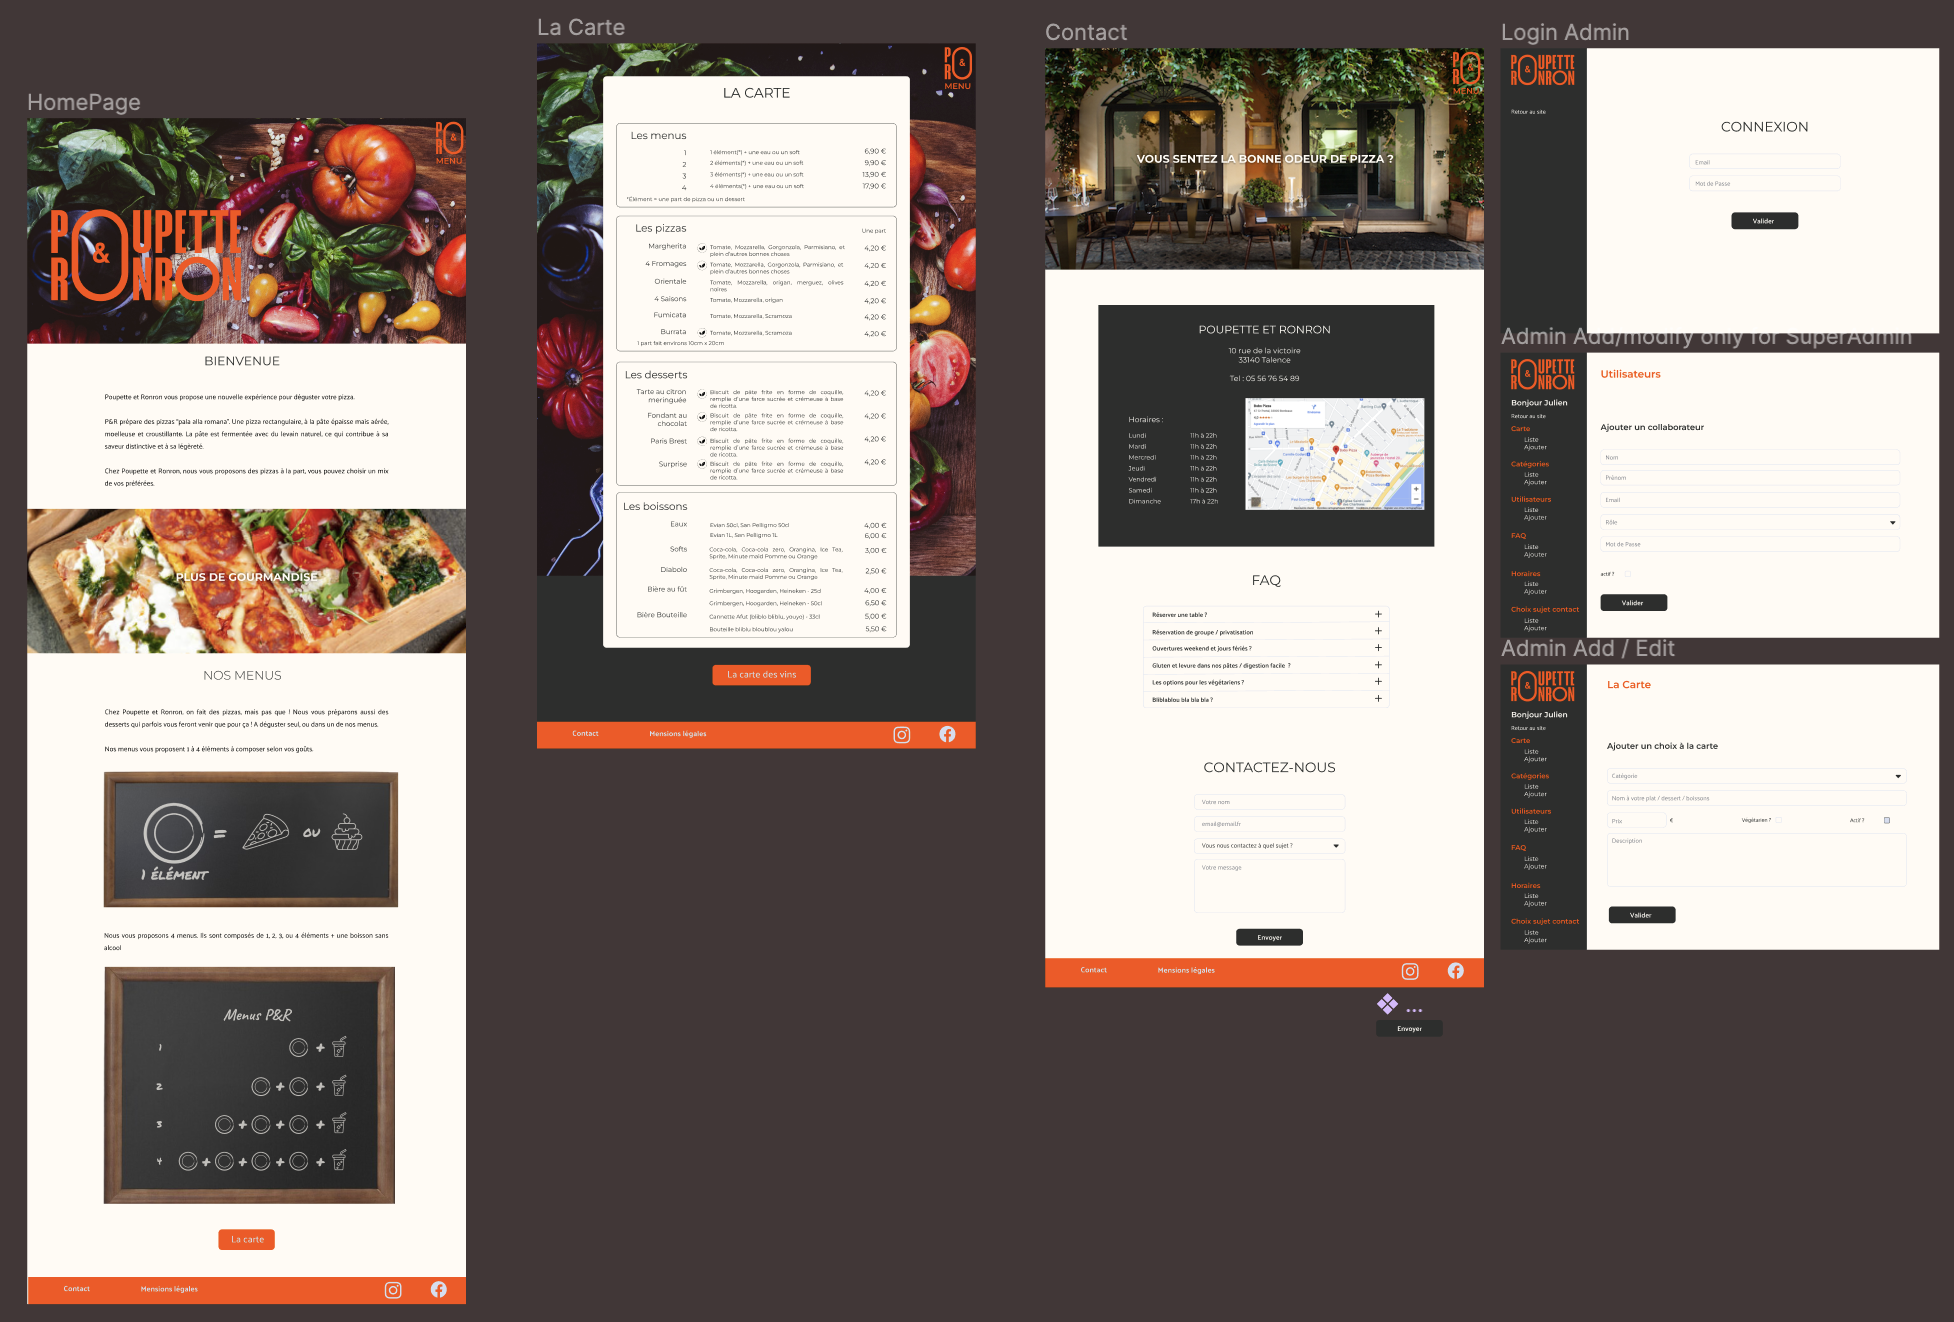 HomePage
P&R
MENU
POUPETTE
&
RONRON
BIENVENUE
Poupette et Ronron vous propose une nouvelle expérience pour déguster votre pizza.
P&R prépare des pizzas "pala alla romana". Une pizza rectangulaire, à la pâte épaisse mais aérée,
moelleuse et croustillante. La pâte est fermentée avec du levain naturel, ce qui contribue à sa
saveur distinctive et à sa légèreté.
Chez Poupette et Ronron, nous vous proposons des pizzas à la part, vous pouvez choisir un mix
de vos préférées.
PLUS DE GOURMANDISE
NOS MENUS
Chez Poupette et Ronron, on fait des pizzas, mais pas que ! Nous vous préparons aussi des
desserts qui parfois vous feront venir que pour ça ! A déguster seul, ou dans un de nos menus.
Nos menus vous proposent 1 à 4 éléments à composer selon vos goûts.
= ou
1 ÉLÉMENT
Nous vous proposons 4 menus. Ils sont composés de 1, 2, 3, ou 4 éléments + une boisson sans
alcool
Menus P&R
1 +
2 + +
3 + + +
4 + + + +
La carte
Contact Mensions légales
La Carte
P&R
MENU
LA CARTE
Les menus
1 1 élément(*) + une eau ou un soft 6,90 €
2 2 éléments(*) + une eau ou un soft 9,90 €
3 3 éléments(*) + une eau ou un soft 13,90 €
4 4 éléments(*) + une eau ou un soft 17,90 €
*Elément = une part de pizza ou un dessert
Les pizzas Une part
Margherita Tomate, Mozzarella, Gorgonzola, Parmisiano, et 4,20 €
plein d'autres bonnes choses
4 Fromages Tomate, Mozzarella, Gorgonzola, Parmisiano, et 4,20 €
plein d'autres bonnes choses
Orientale Tomate, Mozzarella, origan, merguez, olives 4,20 €
noires
4 Saisons Tomate, Mozzarella, origan 4,20 €
Fumicata Tomate, Mozzarella, Scramoza 4,20 €
Burrata Tomate, Mozzarella, Scramoza 4,20 €
1 part fait environs 10cm x 20cm
Les desserts
Tarte au citron Biscuit de pâte frite en forme de coquille, 4,20 €
meringuée remplie d'une farce sucrée et crémeuse à base
de ricotta.
Fondant au Biscuit de pâte frite en forme de coquille, 4,20 €
chocolat remplie d'une farce sucrée et crémeuse à base
de ricotta.
Paris Brest Biscuit de pâte frite en forme de coquille, 4,20 €
remplie d'une farce sucrée et crémeuse à base
de ricotta.
Surprise Biscuit de pâte frite en forme de coquille, 4,20 €
remplie d'une farce sucrée et crémeuse à base
de ricotta.
Les boissons
Eaux Evian 50cl, San Pelligrno 50cl 4,00 €
Evian 1L, San Pelligrno 1L 6,00 €
Softs Coca-cola, Coca-cola zero, Orangina, Ice Tea, 3,00 €
Sprite, Minute maid Pomme ou Orange
Diabolo Coca-cola, Coca-cola zero, Orangina, Ice Tea, 2,50 €
Sprite, Minute maid Pomme ou Orange
Bière au fût Grimbergen, Hoogarden, Heineken - 25cl 4,00 €
Grimbergen, Hoogarden, Heineken - 50cl 6,50 €
Bière Bouteille Cannette Afut (bliblo bliblu, youyo) - 33cl 5,00 €
Bouteille bliblu bloublou yalou 5,50 €
La carte des vins
Contact Mensions légales
Contact
P&R
MENU
VOUS SENTEZ LA BONNE ODEUR DE PIZZA ?
POUPETTE ET RONRON
10 rue de la victoire
33140 Talence
Tel : 05 56 76 54 89
Horaires :
Lundi 11h à 22h
Mardi 11h à 22h
Mercredi 11h à 22h
Jeudi 11h à 22h
Vendredi 11h à 22h
Samedi 11h à 22h
Dimanche 17h à 22h
FAQ
Réserver une table ? +
Réservation de groupe / privatisation +
Ouvertures weekend et jours fériés ? +
Gluten et levure dans nos pâtes / digestion facile ? +
Les options pour les végétariens ? +
Bliblablou bla bla bla ? +
CONTACTEZ-NOUS
Votre nom
email@email.fr
Vous nous contactez à quel sujet ?
Votre message
Envoyer
Contact Mensions légales
...
Envoyer
Login Admin
POUPETTE
&
RONRON
Retour au site
CONNEXION
Email
Mot de Passe
Valider
Admin Add/modify only for SuperAdmin
POUPETTE
&
RONRON
Bonjour Julien
Retour au site
Carte
Liste
Ajouter
Catégories
Liste
Ajouter
Utilisateurs
Liste
Ajouter
FAQ
Liste
Ajouter
Horaires
Liste
Ajouter
Choix sujet contact
Liste
Ajouter
Utilisateurs
Ajouter un collaborateur
Nom
Prénom
Email
Rôle
Mot de Passe
actif ?
Valider
Admin Add / Edit
POUPETTE
&
RONRON
Bonjour Julien
Retour au site
Carte
Liste
Ajouter
Catégories
Liste
Ajouter
Utilisateurs
Liste
Ajouter
FAQ
Liste
Ajouter
Horaires
Liste
Ajouter
Choix sujet contact
Liste
Ajouter
La Carte
Ajouter un choix à la carte
Catégorie
Nom à votre plat / dessert / boissons
Prix € Végétarien ? Actif ?
Description
Valider